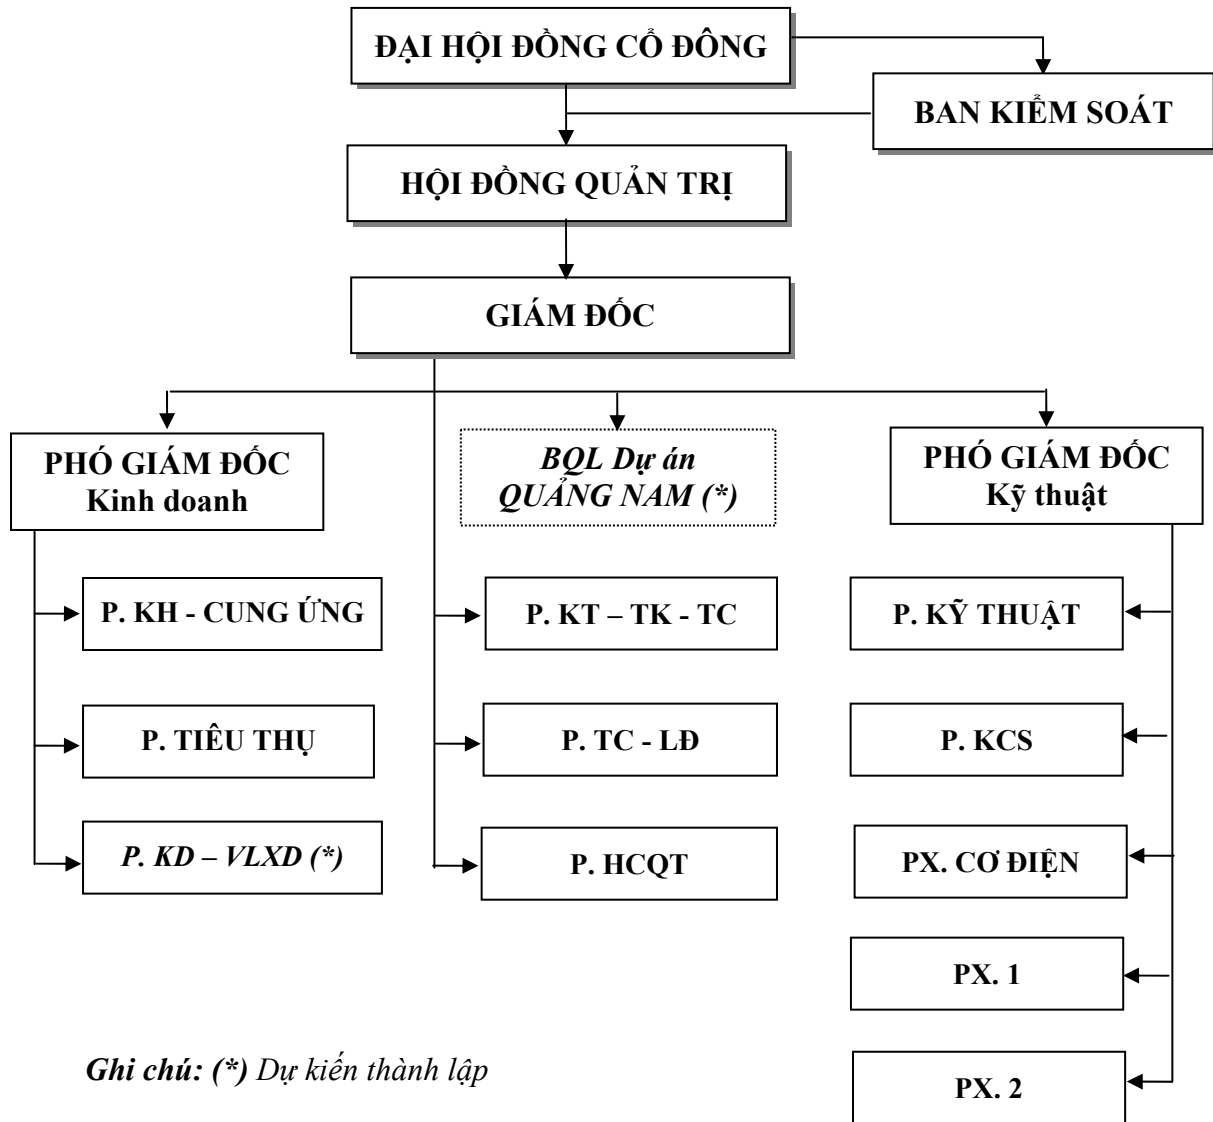 ĐẠI HỘI ĐỒNG CỔ ĐÔNG
BAN KIỂM SOÁT
HỘI ĐỒNG QUẢN TRỊ
GIÁM ĐỐC
PHÓ GIÁM ĐỐC
Kinh doanh
BQL Dự án
QUẢNG NAM (*)
PHÓ GIÁM ĐỐC
Kỹ thuật
P. KH - CUNG ỨNG
P. KT – TK - TC
P. KỸ THUẬT
P. TIÊU THỤ
P. TC - LĐ
P. KCS
P. KD – VLXD (*)
P. HCQT
PX. CƠ ĐIỆN
PX. 1
Ghi chú: (*) Dự kiến thành lập
PX. 2